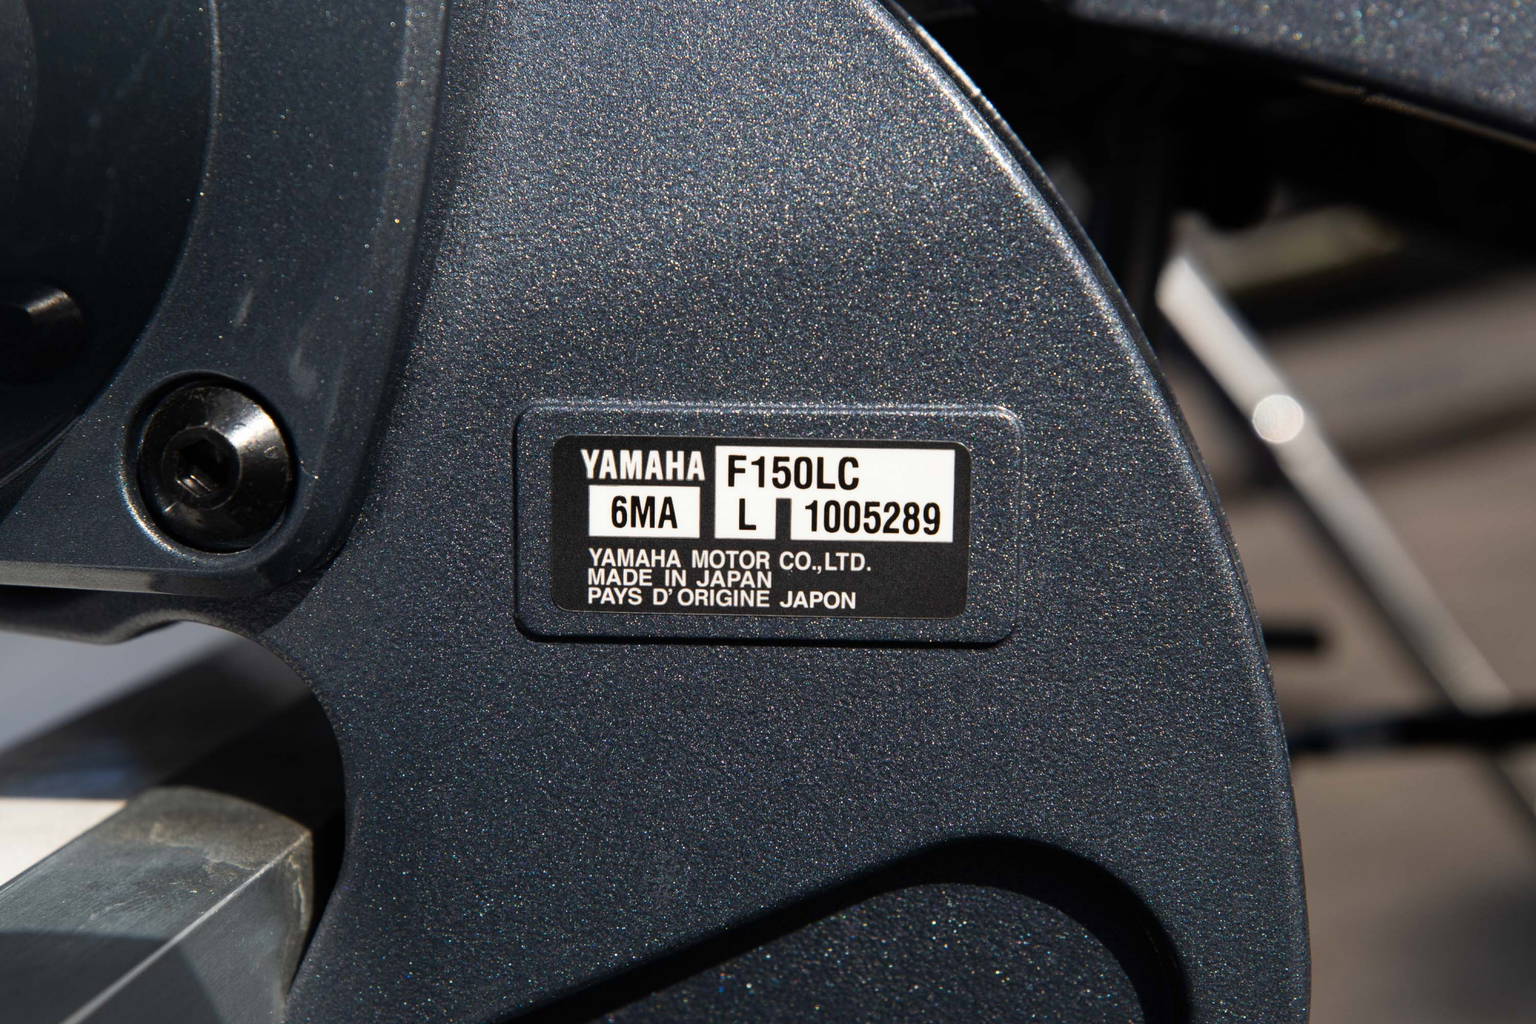 YAMAHA F150LC
6MA L 1005289
YAMAHA MOTOR CO.,LTD.
MADE IN JAPAN
PAYS D'ORIGINE JAPON